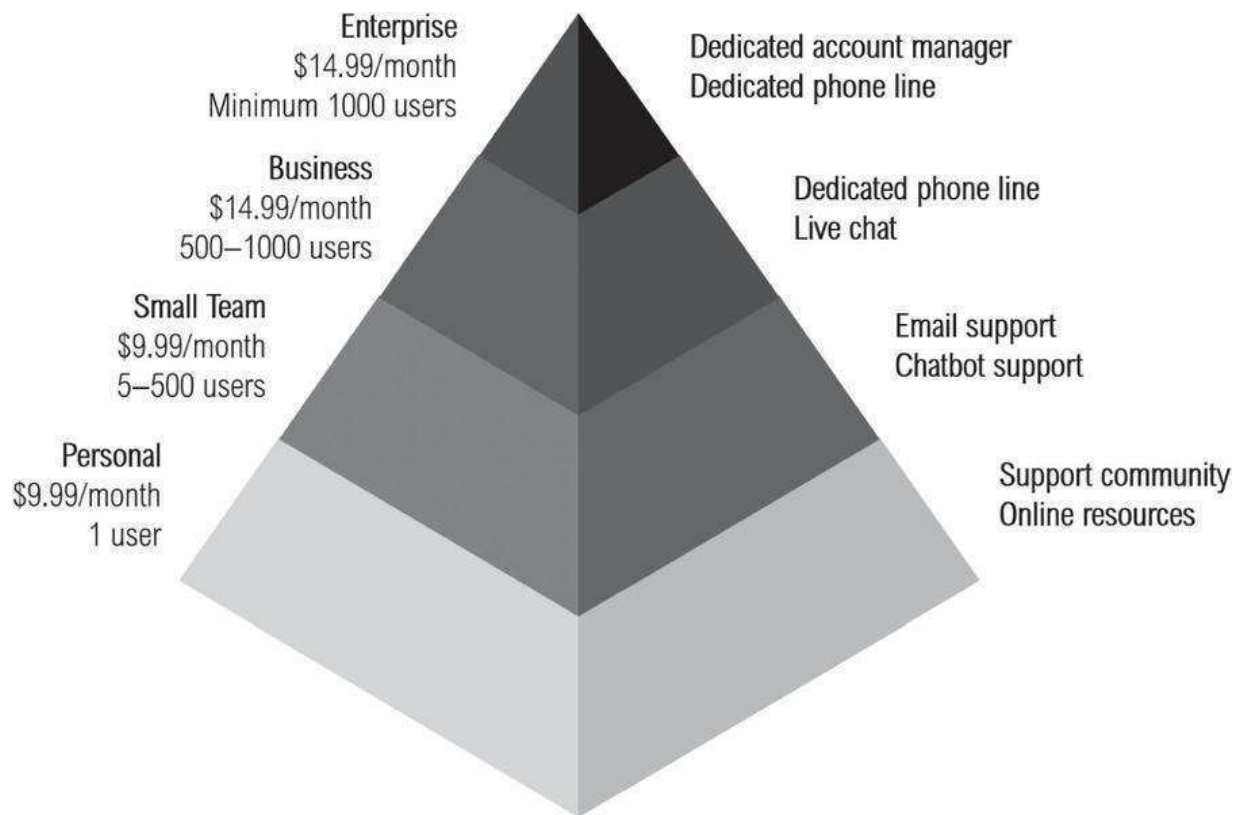 Enterprise
$14.99/month
Minimum 1000 users
Dedicated account manager
Dedicated phone line
Business
$14.99/month
500–1000 users
Dedicated phone line
Live chat
Small Team
$9.99/month
5–500 users
Email support
Chatbot support
Personal
$9.99/month
1 user
Support community
Online resources